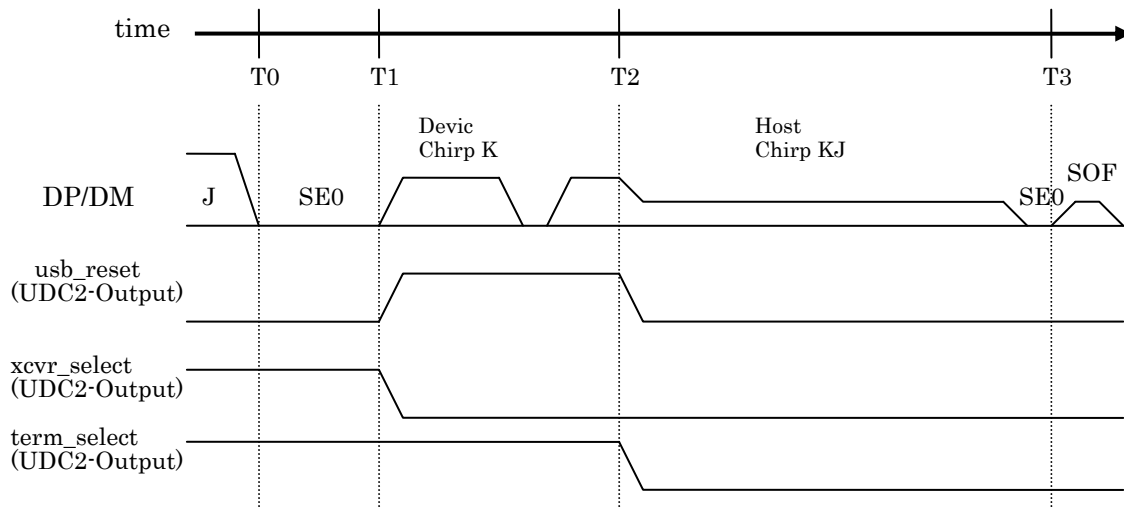 time
T0
T1
T2
T3
Devic
Chirp K
Host
Chirp KJ
DP/DM
J
SE0
SE0
SOF
usb_reset
(UDC2-Output)
xcvr_select
(UDC2-Output)
term_select
(UDC2-Output)